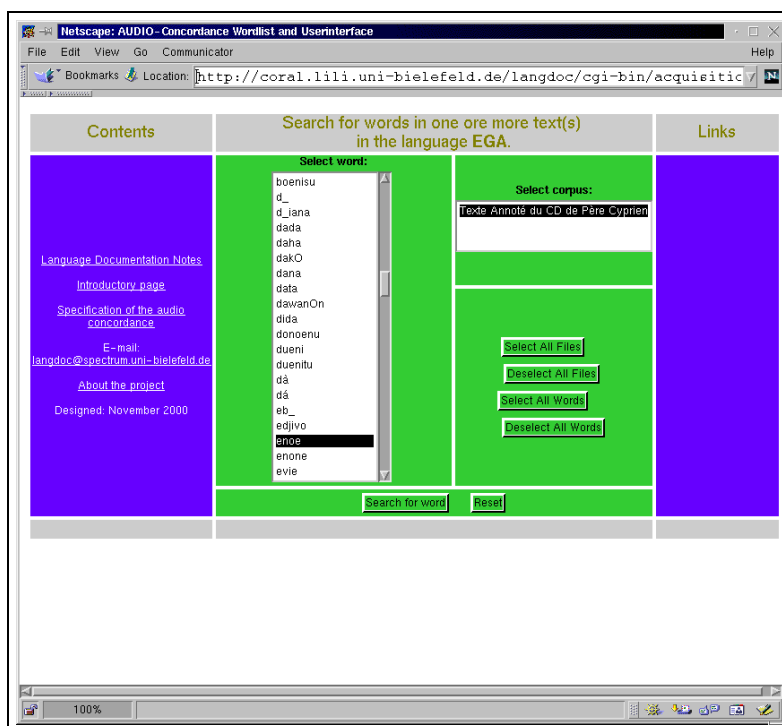 Netscape: AUDIO-Concordance Wordlist and Userinterface
File Edit View Go Communicator Help
Bookmarks Location: http://coral.lili.uni-bielefeld.de/langdoc/cgi-bin/acquisitic
Contents
Search for words in one ore more text(s)
in the language EGA.
Links
Language Documentation Notes
Introductory page
Specification of the audio
concordance
E-mail:
langdoc@spectrum.uni-bielefeld.de
About the project
Designed: November 2000
Select word:
boenisu
d_
d_iana
dada
daha
dakO
dana
data
dawanOn
dida
donoenu
dueni
duenitu
dà
dá
eb_
edjivo
enoe
enone
evie
Select corpus:
Texte Annoté du CD de Père Cyprien
Select All Files
Deselect All Files
Select All Words
Deselect All Words
Search for word Reset
100%